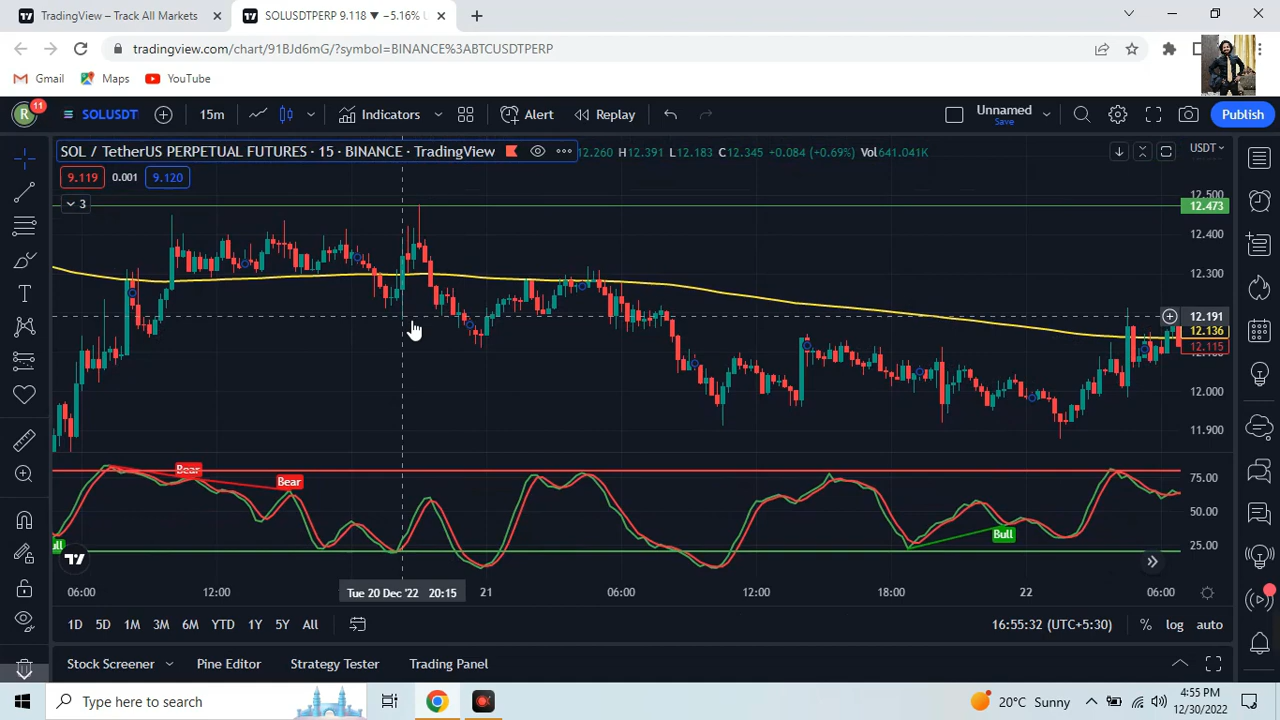 TradingView – Track All Markets
SOLUSDTPERP 9.118 ▼ −5.16%
tradingview.com/chart/91BJd6mG/?symbol=BINANCE%3ABTCUSDTPERP
Gmail Maps YouTube
R 11 SOLUSDT 15m Indicators Alert Replay Unnamed Save Publish
SOL / TetherUS PERPETUAL FUTURES · 15 · BINANCE · TradingView 12.260 H12.391 L12.183 C12.345 +0.084 (+0.69%) Vol641.041K USDT
9.119 0.001 9.120
3
12.500
12.473
12.400
12.300
12.191
12.136
12.115
12.000
11.900
Bear
Bear
Bull
75.00
50.00
25.00
06:00 12:00 Tue 20 Dec '22 20:15 21 06:00 12:00 18:00 22 06:00
1D 5D 1M 3M 6M YTD 1Y 5Y All 16:55:32 (UTC+5:30) % log auto
Stock Screener Pine Editor Strategy Tester Trading Panel
Type here to search 20°C Sunny 4:55 PM
12/30/2022